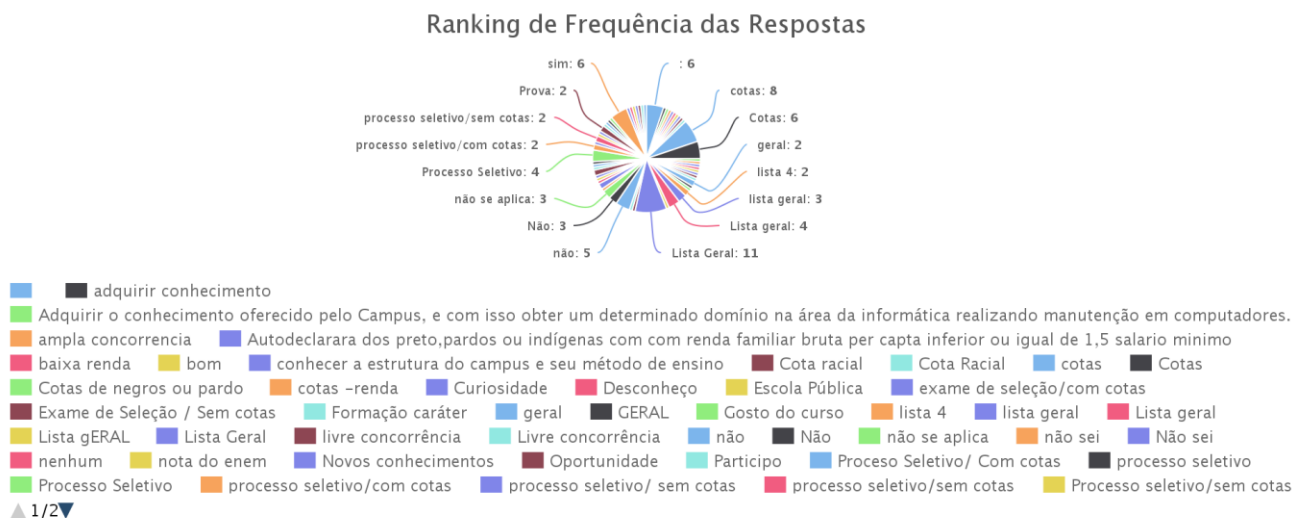 Ranking de Frequência das Respostas
sim: 6
: 6
Prova: 2
cotas: 8
processo seletivo/sem cotas: 2
Cotas: 6
processo seletivo/com cotas: 2
geral: 2
Processo Seletivo: 4
lista 4: 2
não se aplica: 3
lista geral: 3
Não: 3
Lista geral: 4
não: 5
Lista Geral: 11
adquirir conhecimento
Adquirir o conhecimento oferecido pelo Campus, e com isso obter um determinado domínio na área da informática realizando manutenção em computadores.
ampla concorrencia Autodeclarara dos preto,pardos ou indígenas com com renda familiar bruta per capta inferior ou igual de 1,5 salario minimo
baixa renda bom conhecer a estrutura do campus e seu método de ensino Cota racial Cota Racial cotas Cotas
Cotas de negros ou pardo cotas -renda Curiosidade Desconheço Escola Pública exame de seleção/com cotas
Exame de Seleção / Sem cotas Formação caráter geral GERAL Gosto do curso lista 4 lista geral Lista geral
Lista gERAL Lista Geral livre concorrência Livre concorrência não Não não se aplica não sei Não sei
nenhum nota do enem Novos conhecimentos Oportunidade Participo Proceso Seletivo/ Com cotas processo seletivo
Processo Seletivo processo seletivo/com cotas processo seletivo/ sem cotas processo seletivo/sem cotas Processo seletivo/sem cotas
1/2